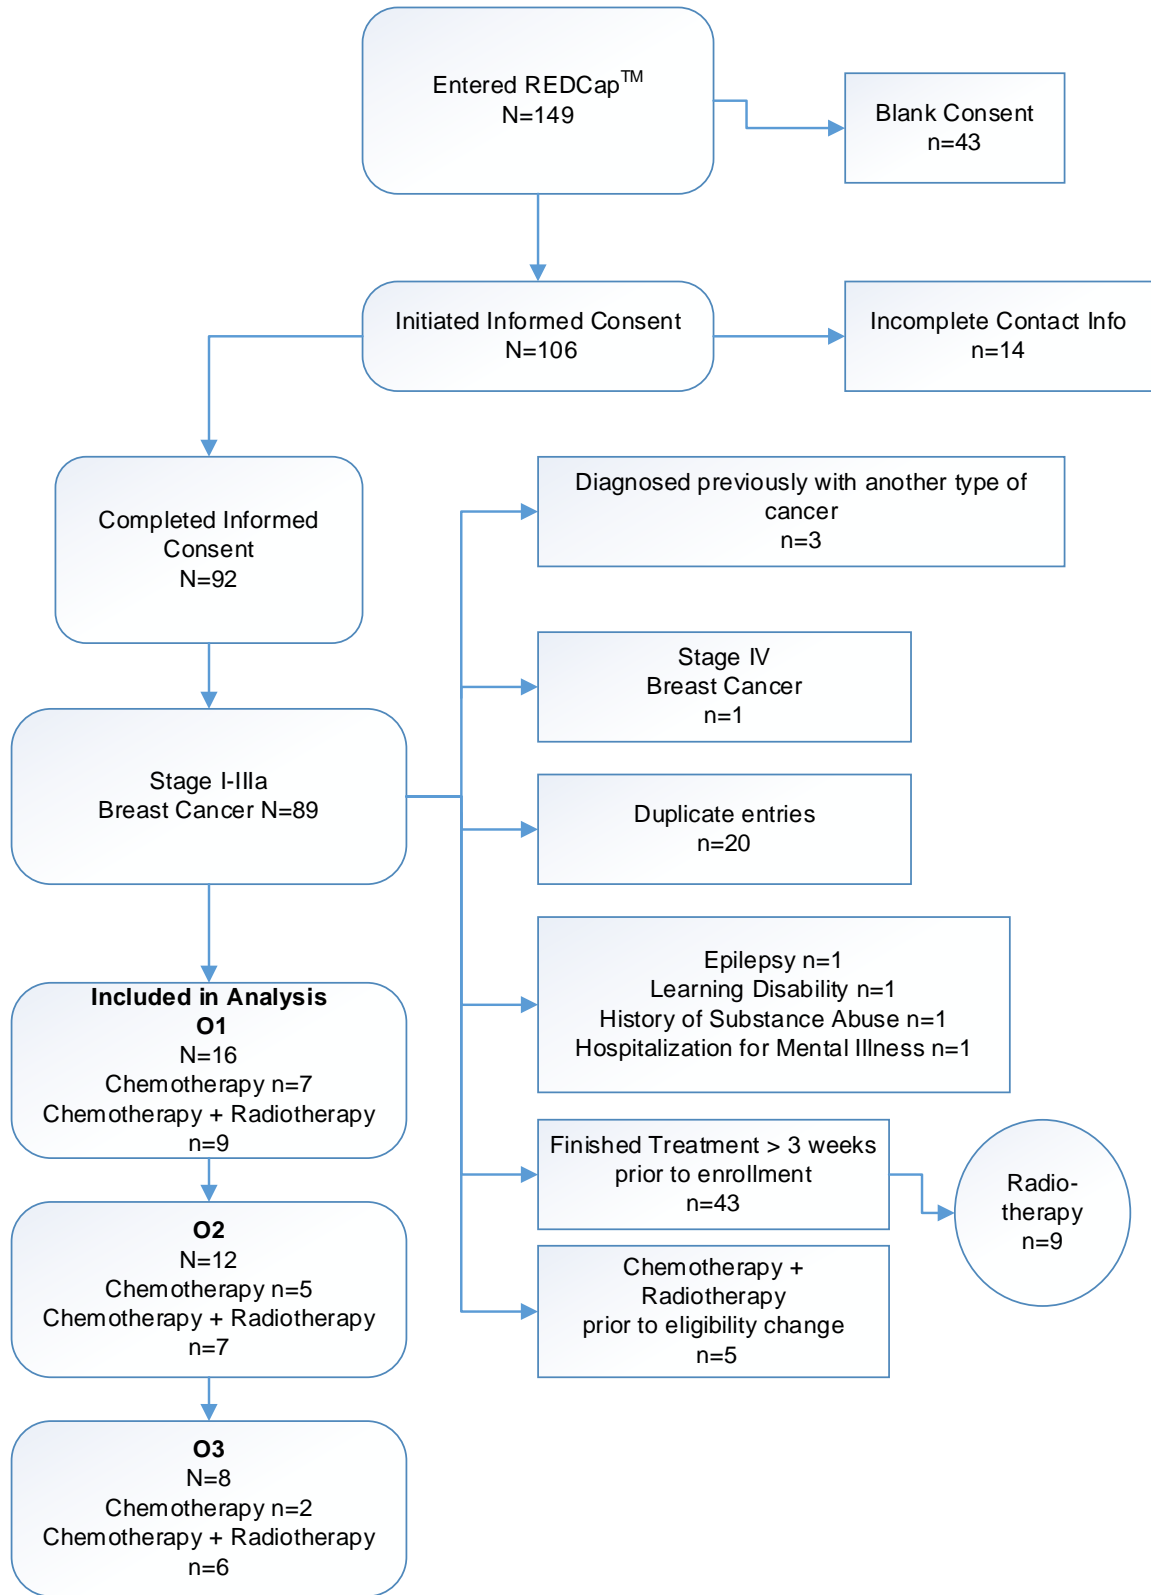 Entered REDCap™
N=149
Blank Consent
n=43
Initiated Informed Consent
N=106
Incomplete Contact Info
n=14
Completed Informed
Consent
N=92
Diagnosed previously with another type of
cancer
n=3
Stage IV
Breast Cancer
n=1
Stage I-IIIa
Breast Cancer N=89
Duplicate entries
n=20
Epilepsy n=1
Learning Disability n=1
History of Substance Abuse n=1
Hospitalization for Mental Illness n=1
Included in Analysis
O1
N=16
Chemotherapy n=7
Chemotherapy + Radiotherapy
n=9
Finished Treatment > 3 weeks
prior to enrollment
n=43
Radio-
therapy
n=9
O2
N=12
Chemotherapy n=5
Chemotherapy + Radiotherapy
n=7
Chemotherapy +
Radiotherapy
prior to eligibility change
n=5
O3
N=8
Chemotherapy n=2
Chemotherapy + Radiotherapy
n=6